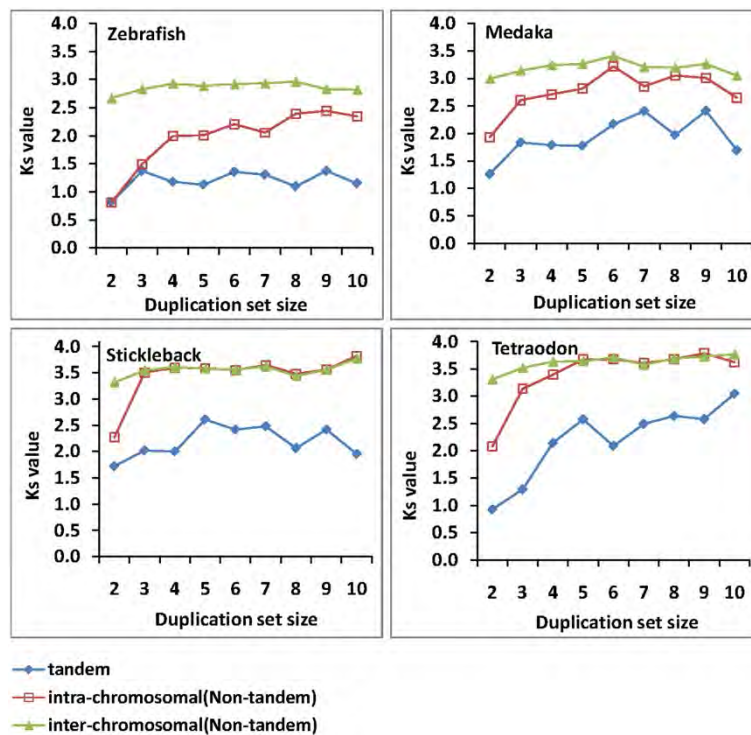 Zebrafish
4.0
3.5
3.0
2.5
2.0
1.5
1.0
0.5
0.0
Ks value
2 3 4 5 6 7 8 9 10
Duplication set size
Medaka
4.0
3.5
3.0
2.5
2.0
1.5
1.0
0.5
0.0
Ks value
2 3 4 5 6 7 8 9 10
Duplication set size
Stickleback
4.0
3.5
3.0
2.5
2.0
1.5
1.0
0.5
0.0
Ks value
2 3 4 5 6 7 8 9 10
Duplication set size
Tetraodon
4.0
3.5
3.0
2.5
2.0
1.5
1.0
0.5
0.0
Ks value
2 3 4 5 6 7 8 9 10
Duplication set size
tandem
intra-chromosomal(Non-tandem)
inter-chromosomal(Non-tandem)